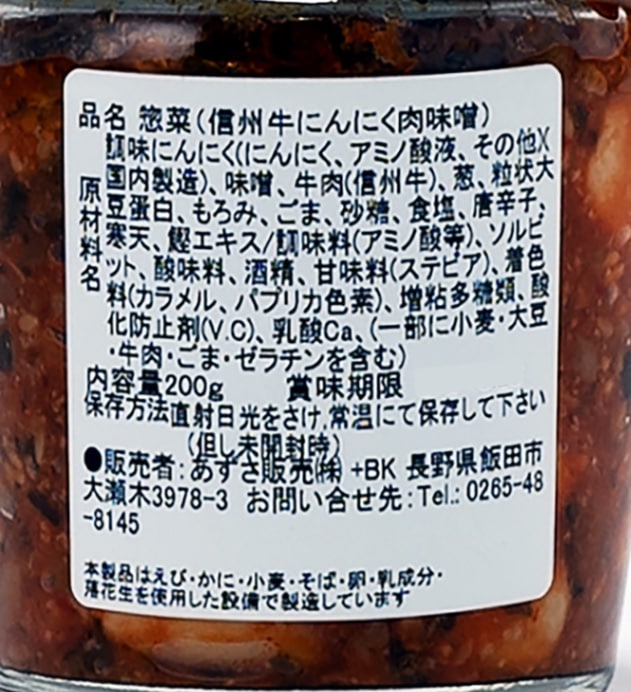 品名 惣菜(信州牛にんにく肉味噌)
原材料名
調味にんにく(にんにく、アミノ酸液、その他)(
国内製造)、味噌、牛肉(信州牛)、葱、粒状大
豆蛋白、もろみ、ごま、砂糖、食塩、唐辛子、
寒天、鰹エキス/調味料(アミノ酸等)、ソルビ
ット、酸味料、酒精、甘味料(ステビア)、着色
料(カラメル、パプリカ色素)、増粘多糖類、酸
化防止剤(V.C)、乳酸Ca、(一部に小麦・大豆
・牛肉・ごま・ゼラチンを含む)
内容量200g 賞味期限
保存方法直射日光をさけ,常温にて保存して下さい
(但し未開封時)
●販売者:あずさ販売㈱ +BK 長野県飯田市
大瀬木3978-3 お問い合せ先:Tel.: 0265-48
-8145
本製品はえび・かに・小麦・そば・卵・乳成分・
落花生を使用した設備で製造しています